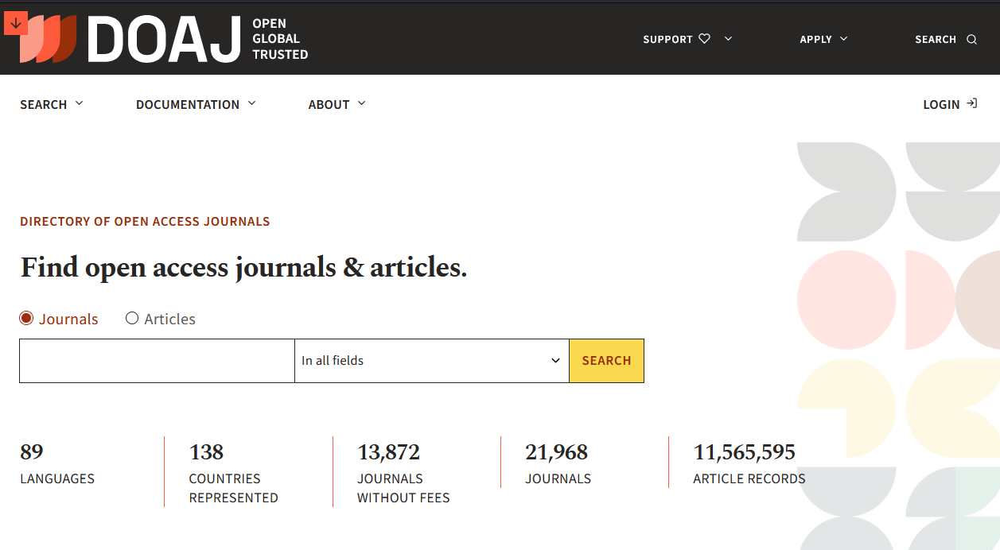 DOAJ
OPEN
GLOBAL
TRUSTED
SUPPORT
APPLY
SEARCH
SEARCH
DOCUMENTATION
ABOUT
LOGIN
DIRECTORY OF OPEN ACCESS JOURNALS
Find open access journals & articles.
Journals
Articles
In all fields
SEARCH
89
LANGUAGES
138
COUNTRIES
REPRESENTED
13,872
JOURNALS
WITHOUT FEES
21,968
JOURNALS
11,565,595
ARTICLE RECORDS